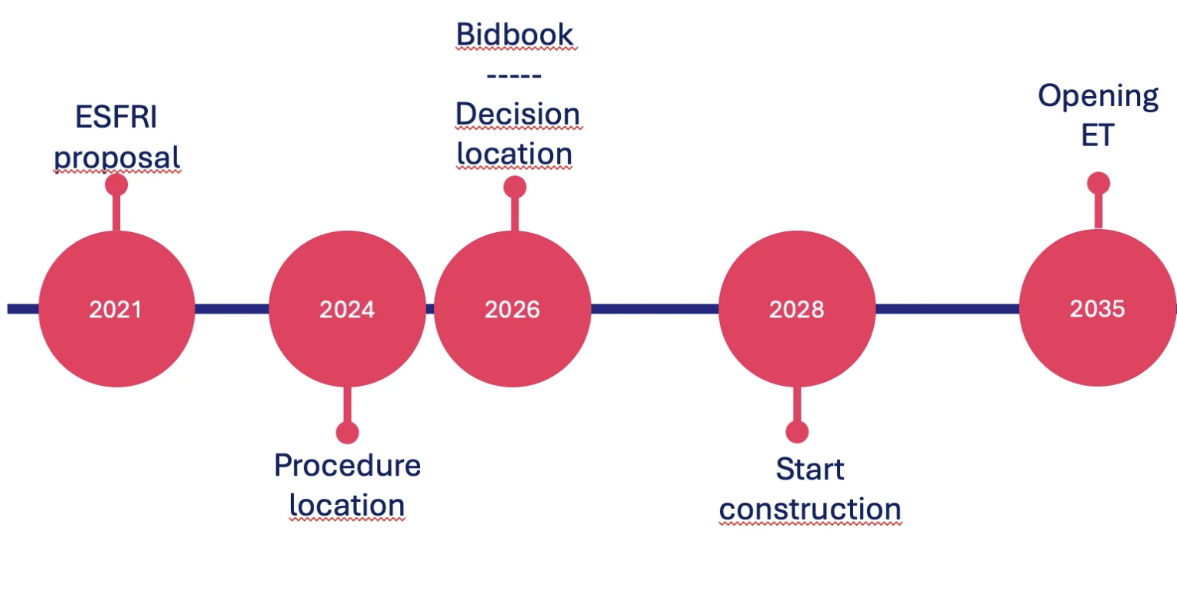 ESFRI
proposal
2021
2024
Procedure
location
Bidbook
-----
Decision
location
2026
2028
Start
construction
Opening
ET
2035